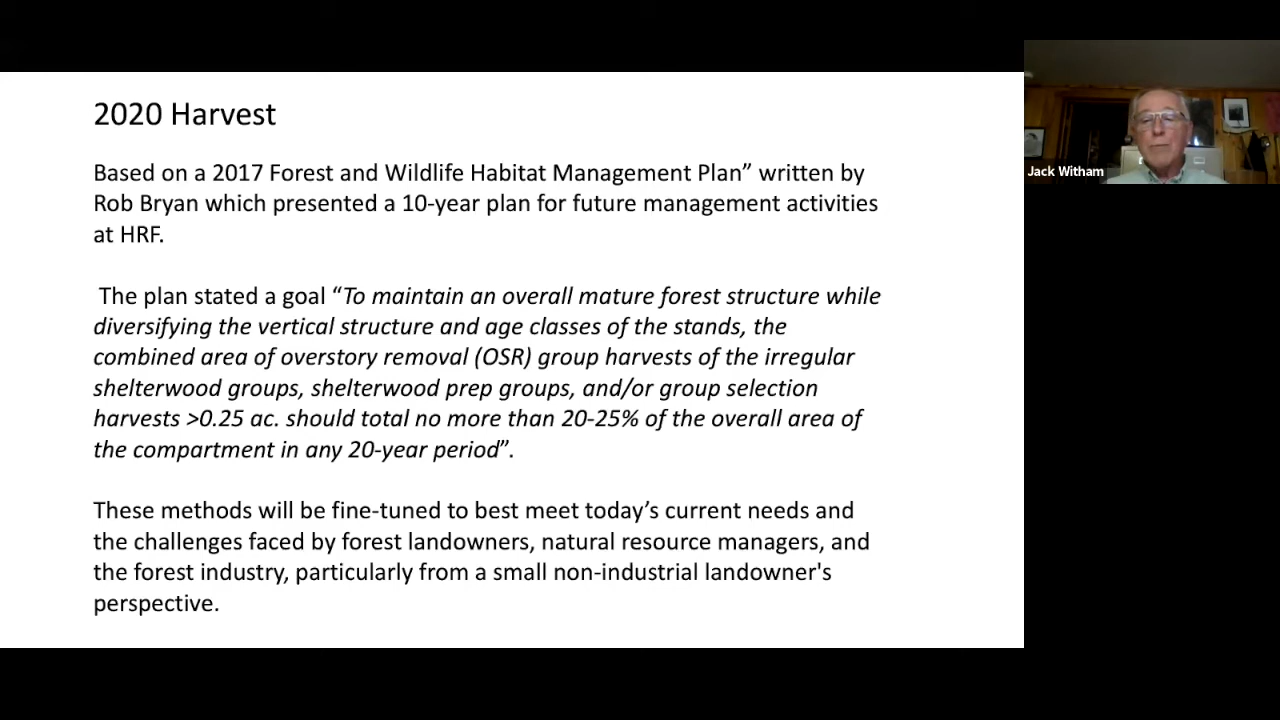 2020 Harvest
Based on a 2017 Forest and Wildlife Habitat Management Plan” written by
Rob Bryan which presented a 10-year plan for future management activities
at HRF.
The plan stated a goal “To maintain an overall mature forest structure while
diversifying the vertical structure and age classes of the stands, the
combined area of overstory removal (OSR) group harvests of the irregular
shelterwood groups, shelterwood prep groups, and/or group selection
harvests >0.25 ac. should total no more than 20-25% of the overall area of
the compartment in any 20-year period”.
These methods will be fine-tuned to best meet today’s current needs and
the challenges faced by forest landowners, natural resource managers, and
the forest industry, particularly from a small non-industrial landowner's
perspective.
Jack Witham